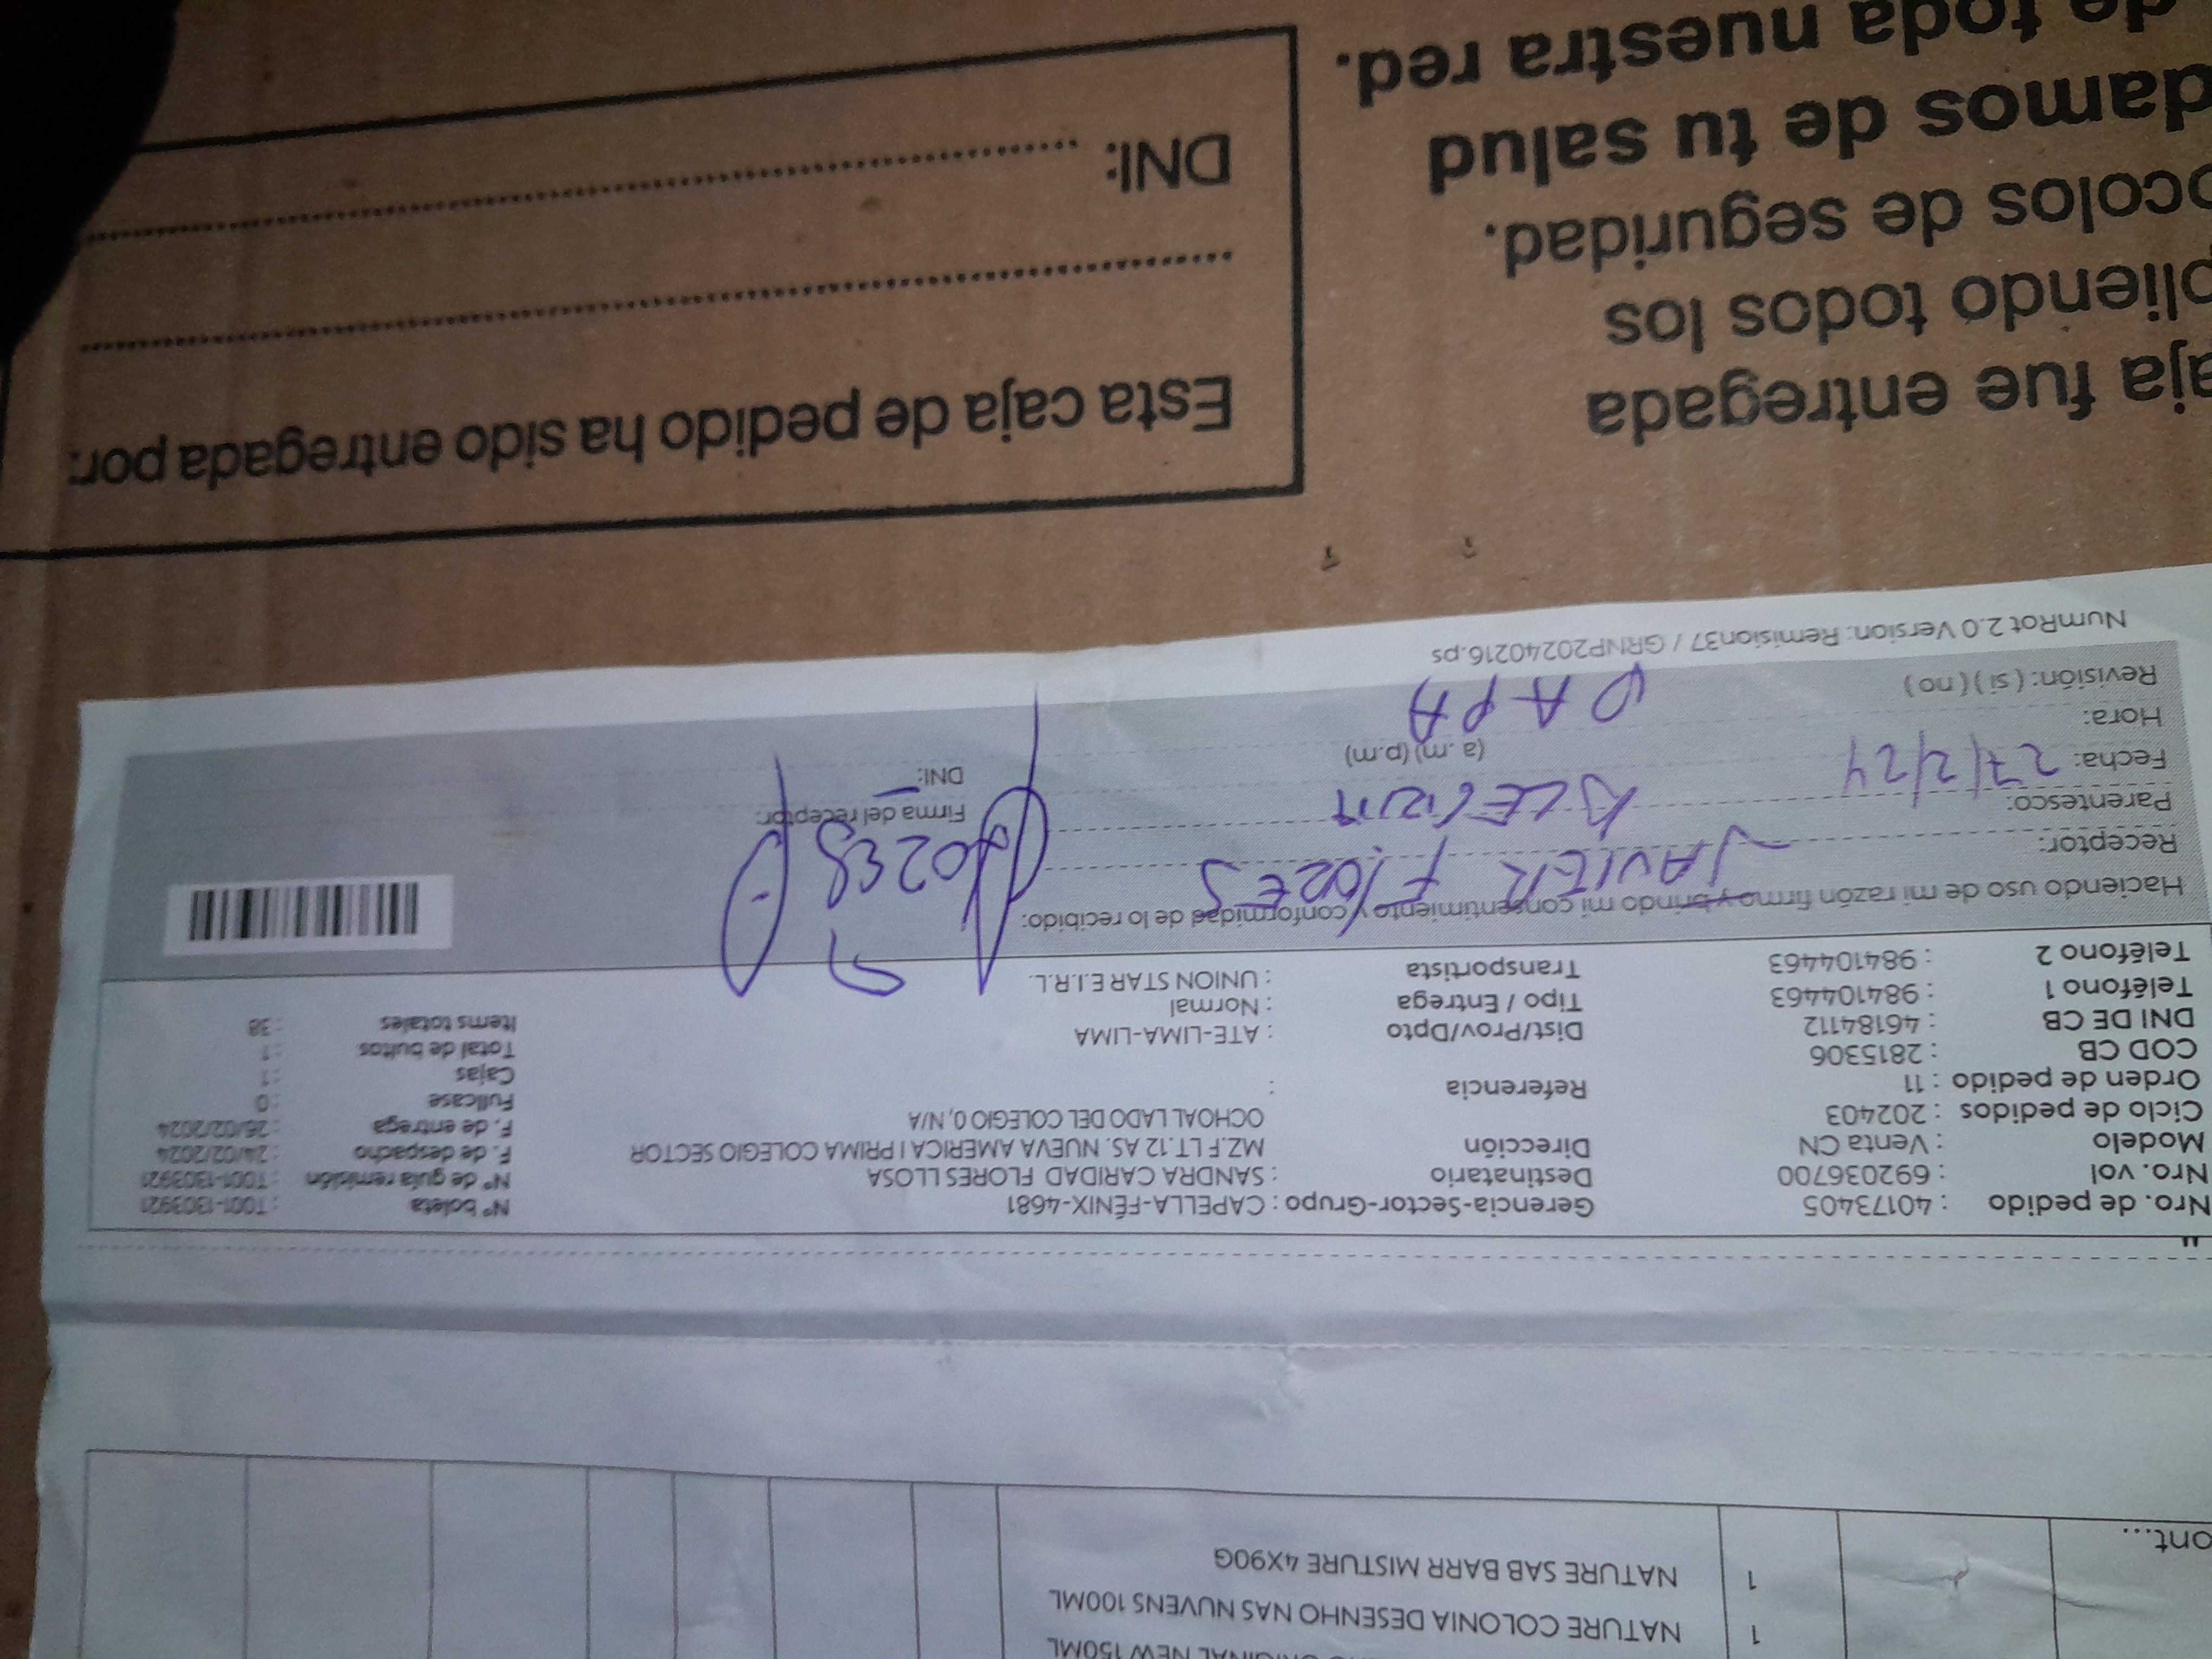 NATURE COLONIA DESENHO NAS NUVENS 100ML 1
NATURE SAB BARR MISTURE 4X90G 1
Nro. de pedido : 40173405
Nro. vol : 692036700
Modelo : Venta CN
Ciclo de pedidos : 202403
Orden de pedido : 11
COD CB : 2815306
DNI DE CB : 46184112
Teléfono 1 : 984104463
Teléfono 2 : 984104463
Gerencia-Sector-Grupo : CAPELLA-FÉNIX-4681
Destinatario : SANDRA CARIDAD FLORES LLOSA
Dirección MZ.F LT.12 AS. NUEVA AMERICA I PRIMA COLEGIO SECTOR
OCHOA LLADO DEL COLEGIO 0, N/A
Referencia :
Dist/Prov/Dpto : ATE-LIMA-LIMA
Tipo / Entrega : Normal
Transportista : UNION STAR E.I.R.L.
Nº boleta : T001-1303921
Nº de guía remisión : T001-1303921
F. de despacho : 24/02/2024
F. de entrega : 26/02/2024
Fullcase : 0
Cajas : 1
Total de bultos : 1
Items totales : 38
Haciendo uso de mi razón firmo y brindo mi consentimiento y conformidad de lo recibido:
Receptor: JAVIER FLORES
Parentesco:
Fecha: 27/2/24
Hora: (a.m) (p.m)
Revisión: ( si ) ( no )
PAPA
Flores
Firma del receptor:
DNI:
NumRot 2.0 Version: Remision37 / GRNP20240216.ps
aja fue entregada
pliendo todos los
ocolos de seguridad.
damos de tu salud
de toda nuestra red.
Esta caja de pedido ha sido entregada por:
DNI: